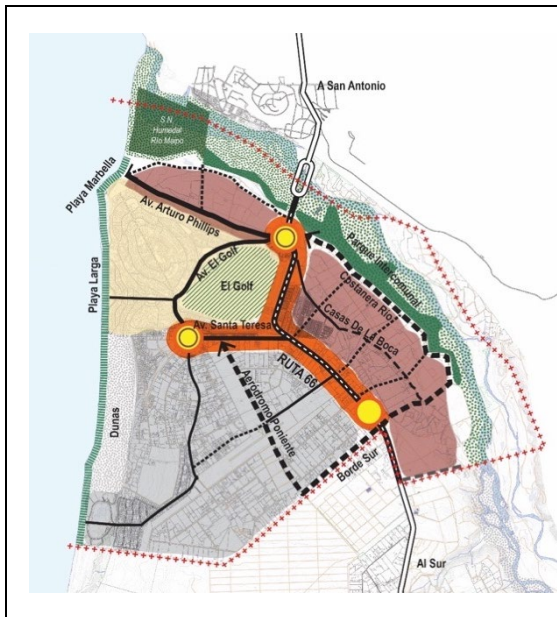 A San Antonio
S.N
Humedal
Río Maipo
Playa Marbella
Av. Arturo Phillips
Parque Intercomunal
Av. El Golf
El Golf
Costanera Río
Casas De La Boca
Playa Larga
Av. Santa Teresa
RUTA 66
Aeródromo Poniente
Dunas
Borde Sur
Al Sur